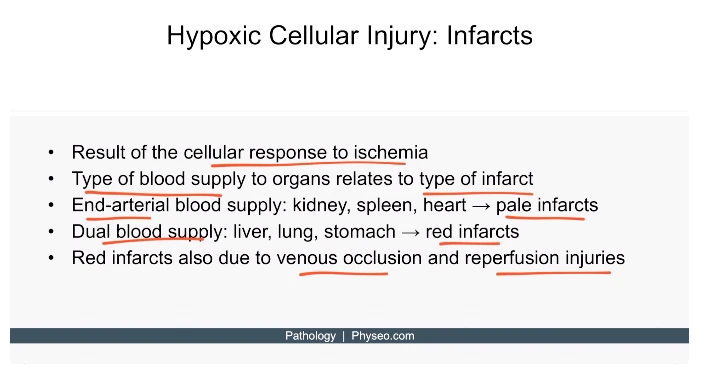 Hypoxic Cellular Injury: Infarcts
• Result of the cellular response to ischemia
• Type of blood supply to organs relates to type of infarct
• End-arterial blood supply: kidney, spleen, heart → pale infarcts
• Dual blood supply: liver, lung, stomach → red infarcts
• Red infarcts also due to venous occlusion and reperfusion injuries
Pathology | Physeo.com